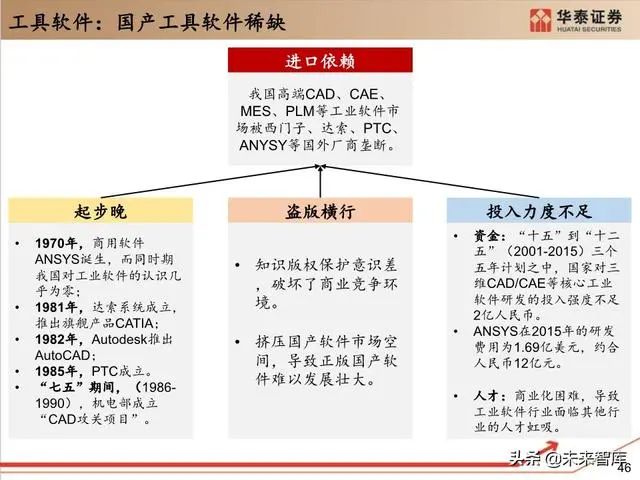 工具软件：国产工具软件稀缺
华泰证券
HUATAI SECURITIES
进口依赖
我国高端CAD、CAE、
MES、PLM等工业软件市
场被西门子、达索、PTC、
ANYSY等国外厂商垄断。
起步晚
• 1970年，商用软件
ANSYS诞生，而同时期
我国对工业软件的认识几
乎为零；
• 1981年，达索系统成立，
推出旗舰产品CATIA；
• 1982年，Autodesk推出
AutoCAD；
• 1985年，PTC成立。
• “七五”期间，（1986-
1990），机电部成立
“CAD攻关项目”。
盗版横行
• 知识版权保护意识差
，破坏了商业竞争环
境。
• 挤压国产软件市场空
间，导致正版国产软
件难以发展壮大。
投入力度不足
• 资金：“十五”到“十二
五”（2001-2015）三个
五年计划之中，国家对三
维CAD/CAE等核心工业
软件研发的投入强度不足
2亿人民币。
• ANSYS在2015年的研发
费用为1.69亿美元，约合
人民币12亿元。
• 人才：商业化困难，导致
工业软件行业面临其他行
业的人才虹吸。
头条@未来智库
46